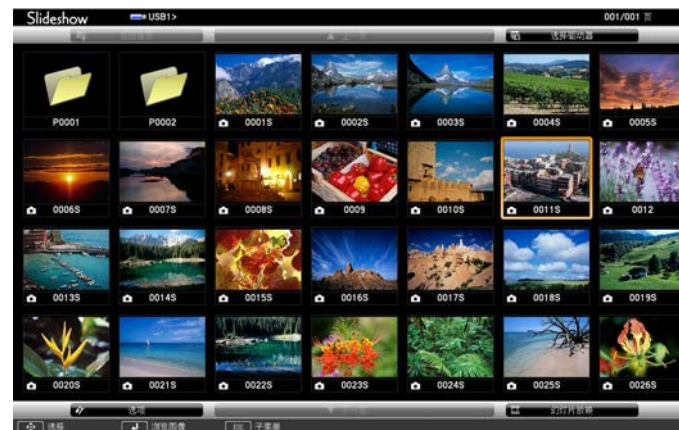 Slideshow USB1> 001/001 页
选择驱动器
P0001 P0002 0001S 0002S 0003S 0004S 0005S
0006S 0007S 0008S 0009 0010S 0011S 0012
0013S 0014S 0015S 0016S 0017S 0018S 0019S
0020S 0021S 0022S 0023S 0024S 0025S 0026S
选项 幻灯片放映
选择 浏览图像 ESC 子菜单